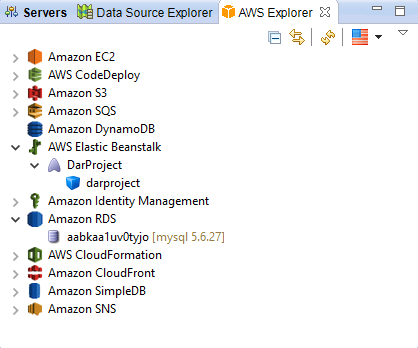 Servers Data Source Explorer AWS Explorer
Amazon EC2
AWS CodeDeploy
Amazon S3
Amazon SQS
Amazon DynamoDB
AWS Elastic Beanstalk
DarProject
darproject
Amazon Identity Management
Amazon RDS
aabkaa1uv0tyjo [mysql 5.6.27]
AWS CloudFormation
Amazon CloudFront
Amazon SimpleDB
Amazon SNS